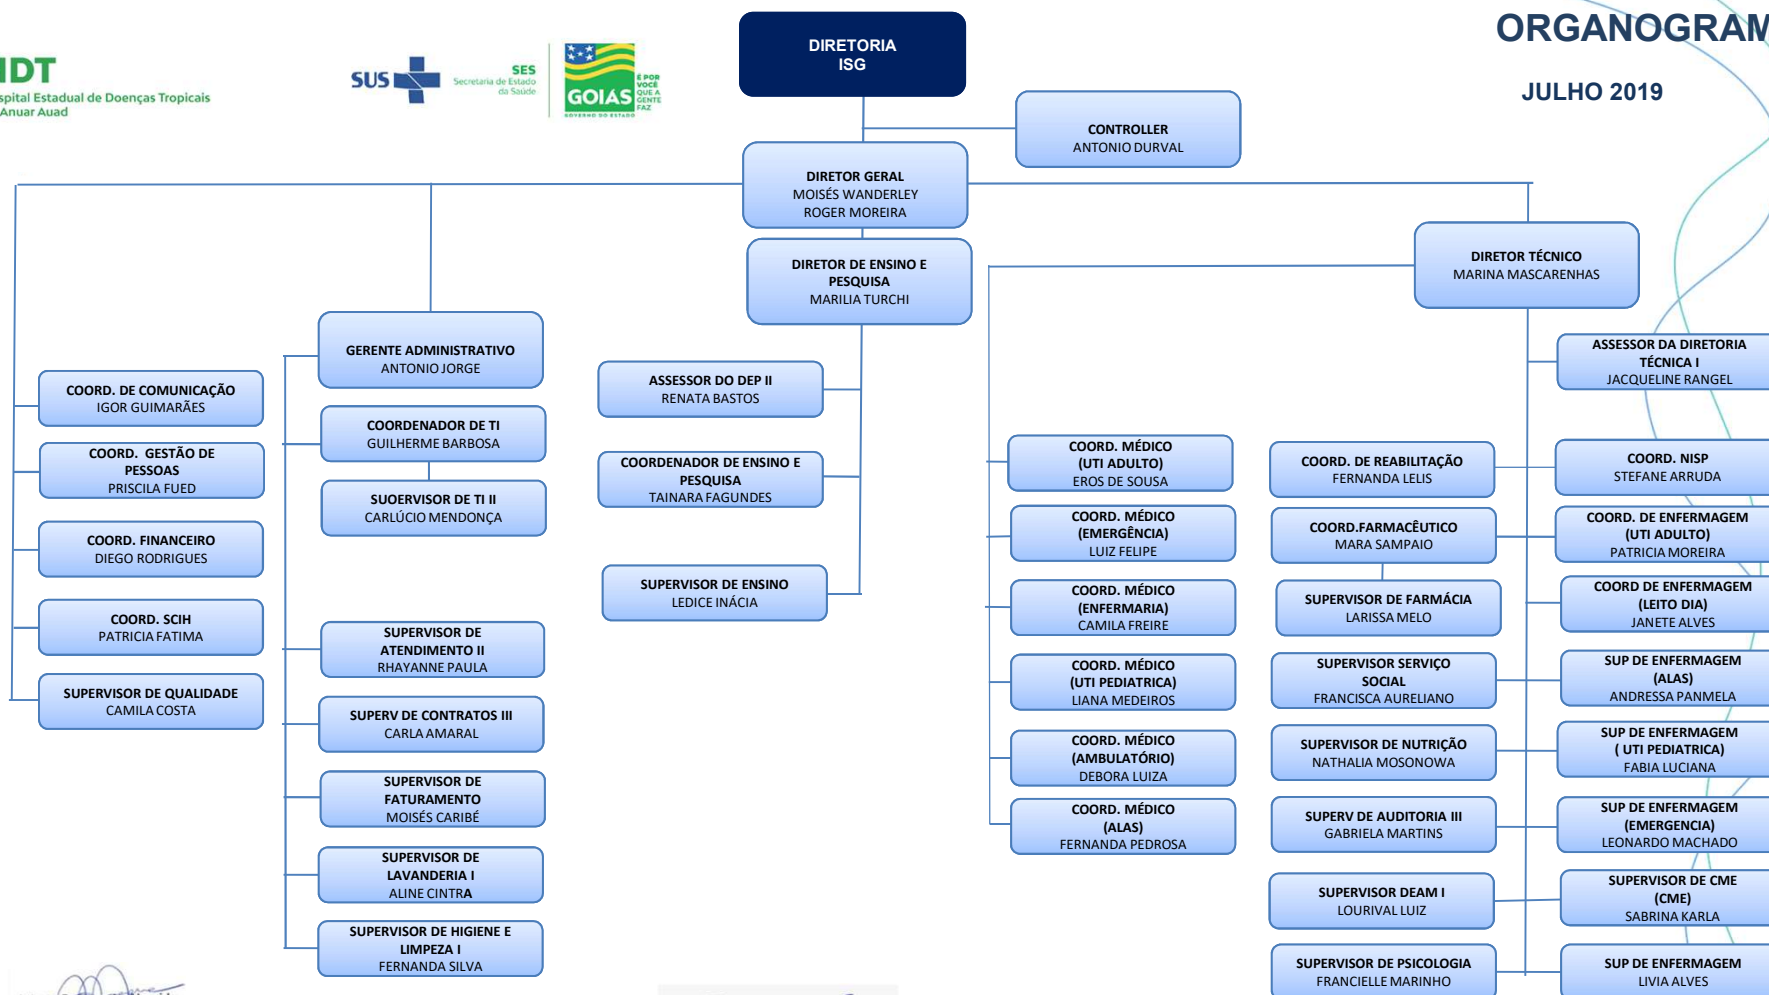 ORGANOGRAM
JULHO 2019
IDT
spital Estadual de Doenças Tropicais
Anuar Auad
SUS
SES
Secretaria de Estado
da Saúde
GOIÁS
GOVERNO DO ESTADO
É POR
VOCÊ
QUE A
GENTE
FAZ
DIRETORIA
ISG
CONTROLLER
ANTONIO DURVAL
DIRETOR GERAL
MOISÉS WANDERLEY
ROGER MOREIRA
DIRETOR DE ENSINO E
PESQUISA
MARILIA TURCHI
DIRETOR TÉCNICO
MARINA MASCARENHAS
COORD. DE COMUNICAÇÃO
IGOR GUIMARÃES
COORD. GESTÃO DE
PESSOAS
PRISCILA FUED
COORD. FINANCEIRO
DIEGO RODRIGUES
COORD. SCIH
PATRICIA FATIMA
SUPERVISOR DE QUALIDADE
CAMILA COSTA
GERENTE ADMINISTRATIVO
ANTONIO JORGE
COORDENADOR DE TI
GUILHERME BARBOSA
SUOERVISOR DE TI II
CARLÚCIO MENDONÇA
SUPERVISOR DE
ATENDIMENTO II
RHAYANNE PAULA
SUPERV DE CONTRATOS III
CARLA AMARAL
SUPERVISOR DE
FATURAMENTO
MOISÉS CARIBÉ
SUPERVISOR DE
LAVANDERIA I
ALINE CINTRA
SUPERVISOR DE HIGIENE E
LIMPEZA I
FERNANDA SILVA
ASSESSOR DO DEP II
RENATA BASTOS
COORDENADOR DE ENSINO E
PESQUISA
TAINARA FAGUNDES
SUPERVISOR DE ENSINO
LEDICE INÁCIA
COORD. MÉDICO
(UTI ADULTO)
EROS DE SOUSA
COORD. MÉDICO
(EMERGÊNCIA)
LUIZ FELIPE
COORD. MÉDICO
(ENFERMARIA)
CAMILA FREIRE
COORD. MÉDICO
(UTI PEDIATRICA)
LIANA MEDEIROS
COORD. MÉDICO
(AMBULATÓRIO)
DEBORA LUIZA
COORD. MÉDICO
(ALAS)
FERNANDA PEDROSA
COORD. DE REABILITAÇÃO
FERNANDA LELIS
COORD.FARMACÊUTICO
MARA SAMPAIO
SUPERVISOR DE FARMÁCIA
LARISSA MELO
SUPERVISOR SERVIÇO
SOCIAL
FRANCISCA AURELIANO
SUPERVISOR DE NUTRIÇÃO
NATHALIA MOSONOWA
SUPERV DE AUDITORIA III
GABRIELA MARTINS
SUPERVISOR DEAM I
LOURIVAL LUIZ
SUPERVISOR DE PSICOLOGIA
FRANCIELLE MARINHO
ASSESSOR DA DIRETORIA
TÉCNICA I
JACQUELINE RANGEL
COORD. NISP
STEFANE ARRUDA
COORD. DE ENFERMAGEM
(UTI ADULTO)
PATRICIA MOREIRA
COORD DE ENFERMAGEM
(LEITO DIA)
JANETE ALVES
SUP DE ENFERMAGEM
(ALAS)
ANDRESSA PANMELA
SUP DE ENFERMAGEM
( UTI PEDIATRICA)
FABIA LUCIANA
SUP DE ENFERMAGEM
(EMERGENCIA)
LEONARDO MACHADO
SUPERVISOR DE CME
(CME)
SABRINA KARLA
SUP DE ENFERMAGEM
LIVIA ALVES